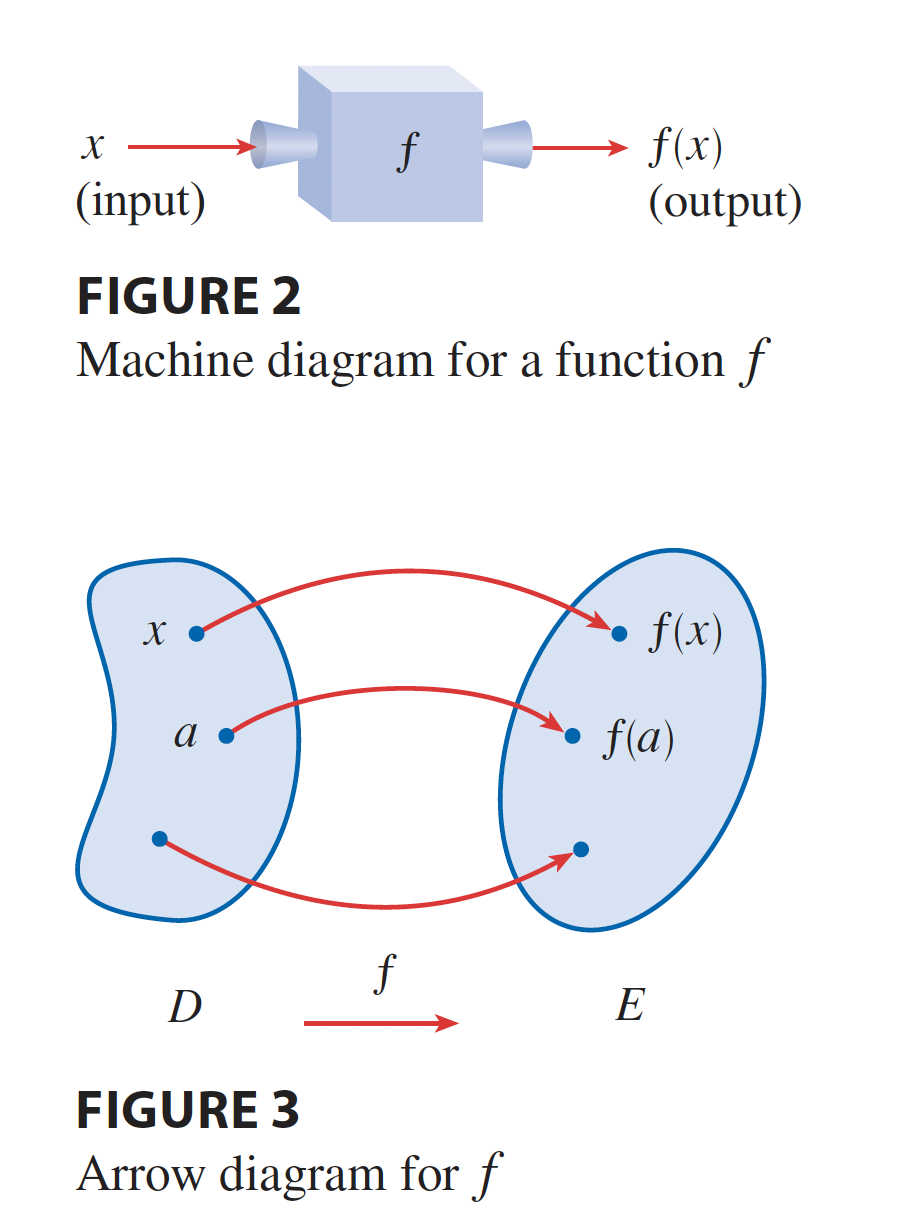 x
f
f(x)
(input)
(output)
FIGURE 2
Machine diagram for a function f
x
f(x)
a
f(a)
f
D
E
FIGURE 3
Arrow diagram for f